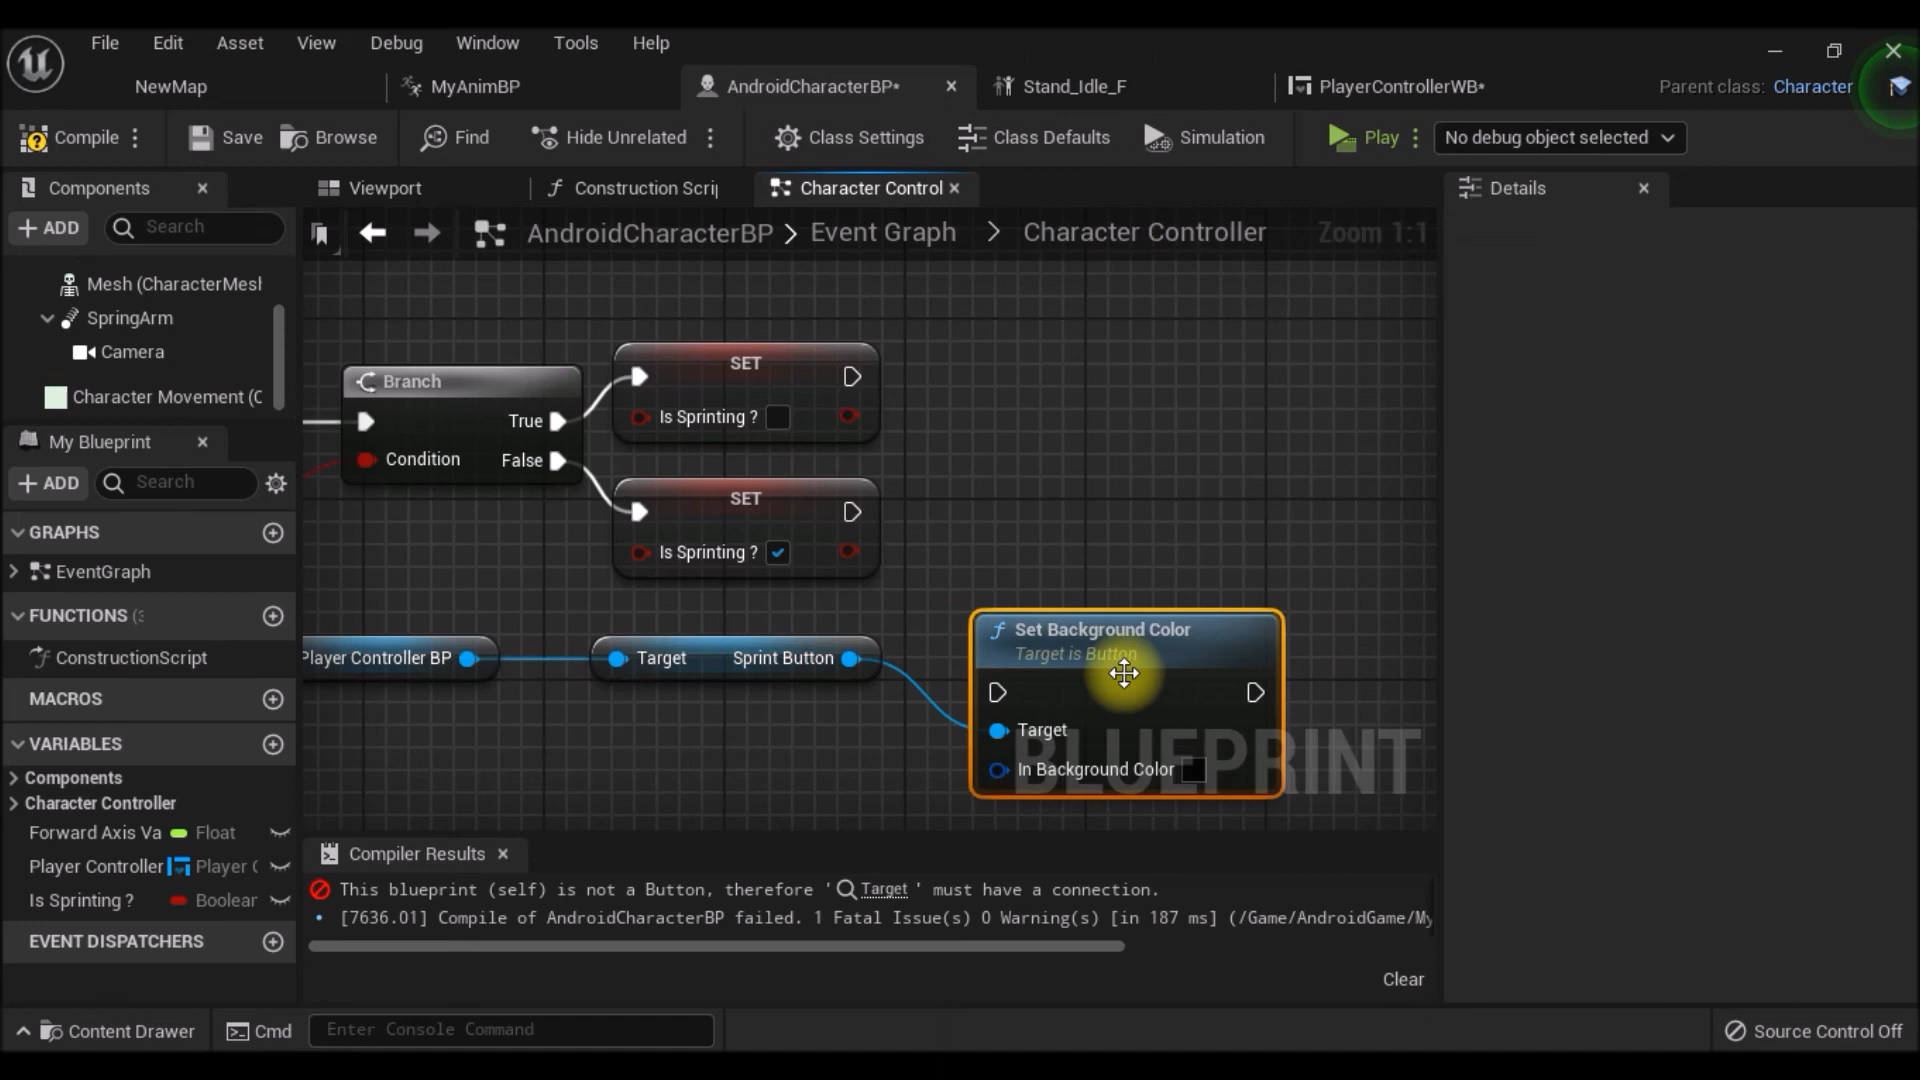 File Edit Asset View Debug Window Tools Help
NewMap MyAnimBP AndroidCharacterBP* Stand_Idle_F PlayerControllerWB* Parent class: Character
Compile Save Browse Find Hide Unrelated Class Settings Class Defaults Simulation Play No debug object selected
Components Viewport Construction Scrip Character Control Details
+ ADD Search AndroidCharacterBP > Event Graph > Character Controller Zoom 1:1
Mesh (CharacterMesl
SpringArm
Camera
Character Movement (C
My Blueprint
+ ADD Search
GRAPHS
EventGraph
FUNCTIONS (3
ConstructionScript
MACROS
VARIABLES
Components
Character Controller
Forward Axis Va Float
Player Controller Player C
Is Sprinting ? Boolear
EVENT DISPATCHERS
Branch
True
Condition False
SET
Is Sprinting ?
SET
Is Sprinting ?
Player Controller BP
Target Sprint Button
Set Background Color
Target is Button
Target
In Background Color
BLUEPRINT
Compiler Results
This blueprint (self) is not a Button, therefore ' Target ' must have a connection.
[7636.01] Compile of AndroidCharacterBP failed. 1 Fatal Issue(s) 0 Warning(s) [in 187 ms] (/Game/AndroidGame/My
Clear
Content Drawer Cmd Enter Console Command Source Control Off